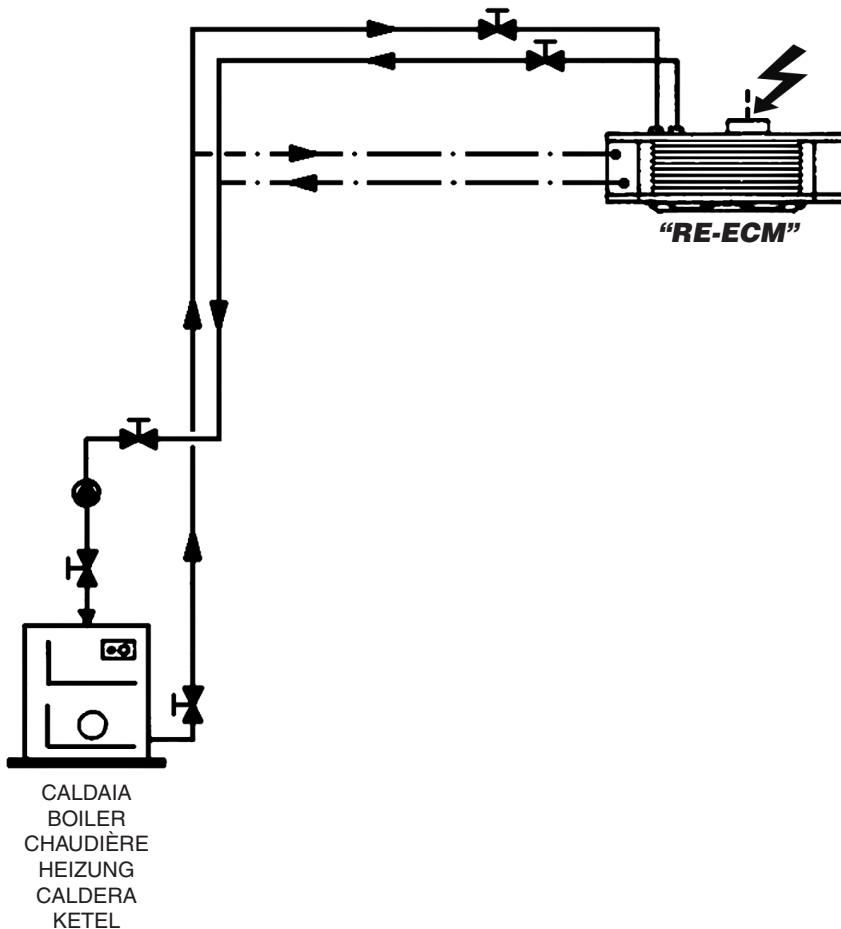 “RE-ECM”
CALDAIA
BOILER
CHAUDIÈRE
HEIZUNG
CALDERA
KETEL